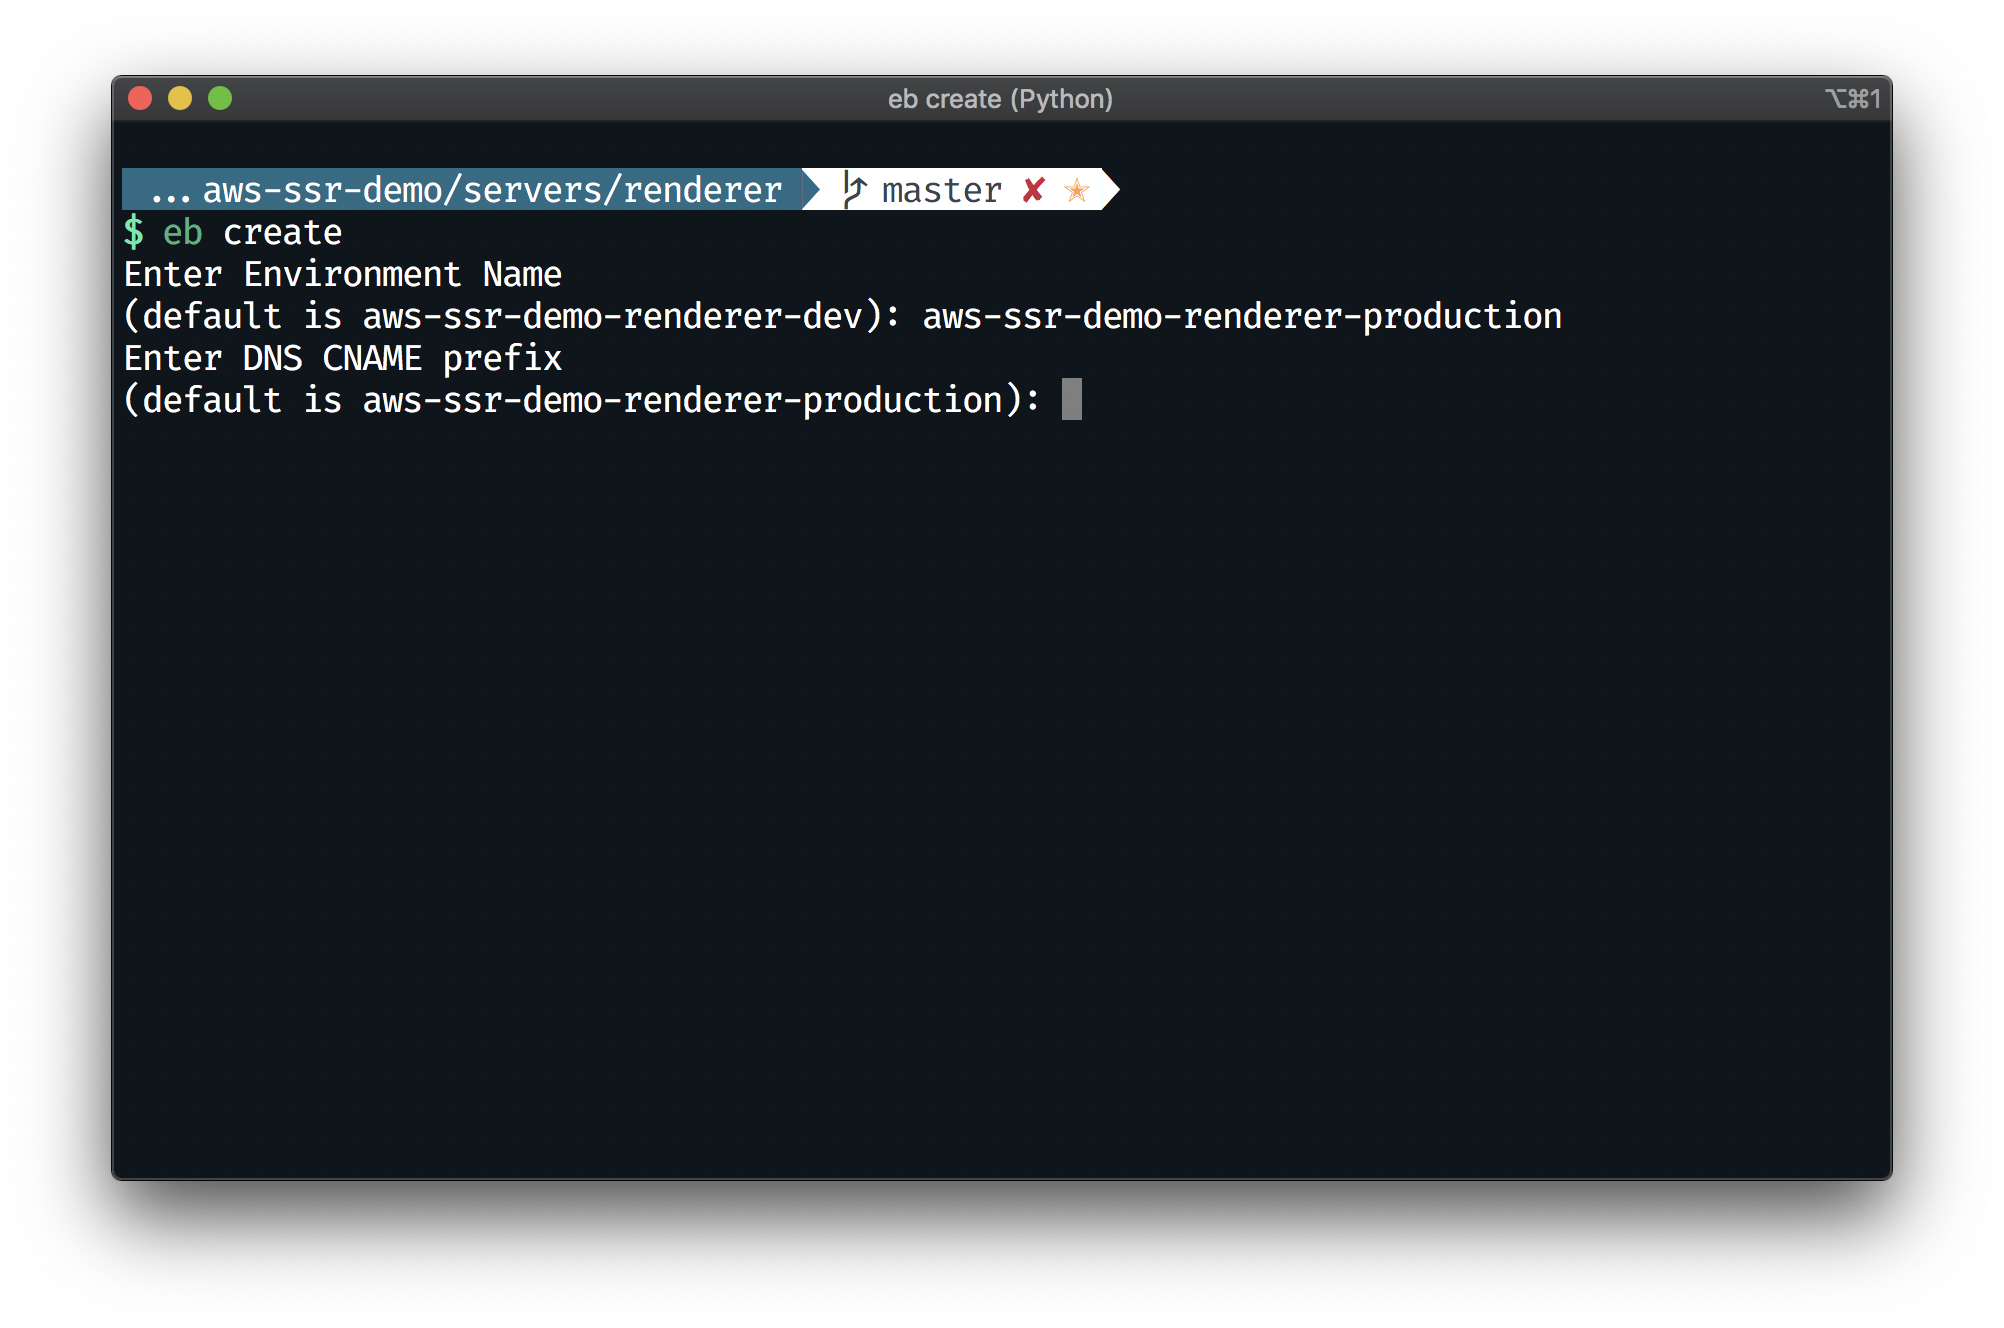 eb create (Python)
⌥⌘1
...aws-ssr-demo/servers/renderer master ✘ ✭
$ eb create
Enter Environment Name
(default is aws-ssr-demo-renderer-dev): aws-ssr-demo-renderer-production
Enter DNS CNAME prefix
(default is aws-ssr-demo-renderer-production):